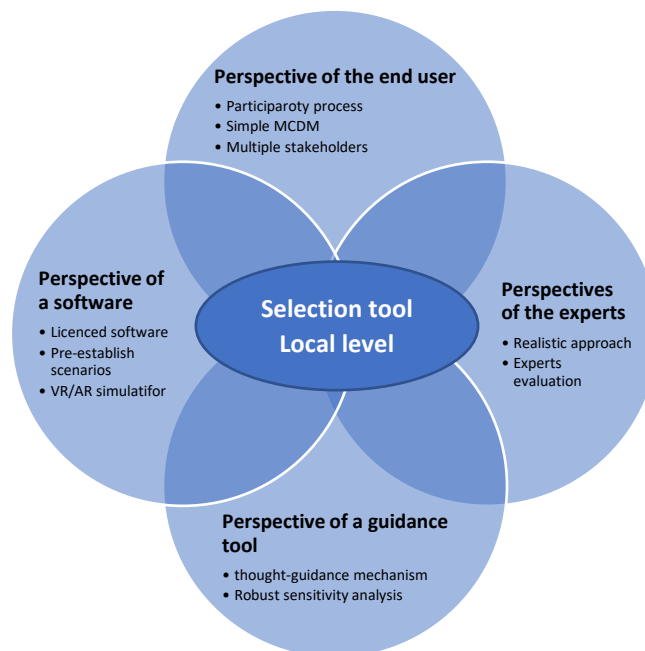 Perspective of the end user
• Participaroty process
• Simple MCDM
• Multiple stakeholders
Perspective of
a software
• Licenced software
• Pre-establish
scenarios
• VR/AR simulatifor
Selection tool
Local level
Perspectives
of the experts
• Realistic approach
• Experts
evaluation
Perspective of a guidance
tool
• thought-guidance mechanism
• Robust sensitivity analysis